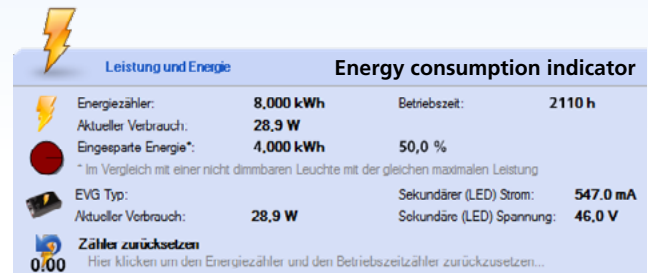 Leistung und Energie Energy consumption indicator
Energiezähler: 8,000 kWh Betriebszeit: 2110 h
Aktueller Verbrauch: 28,9 W
Eingesparte Energie*: 4,000 kWh 50,0 %
* Im Vergleich mit einer nicht dimmbaren Leuchte mit der gleichen maximalen Leistung
EVG Typ: Sekundärer (LED) Strom: 547.0 mA
Aktueller Verbrauch: 28,9 W Sekundäre (LED) Spannung: 46,0 V
Zähler zurücksetzen
0.00 Hier klicken um den Energiezähler und den Betriebszeitzähler zurückzusetzen...